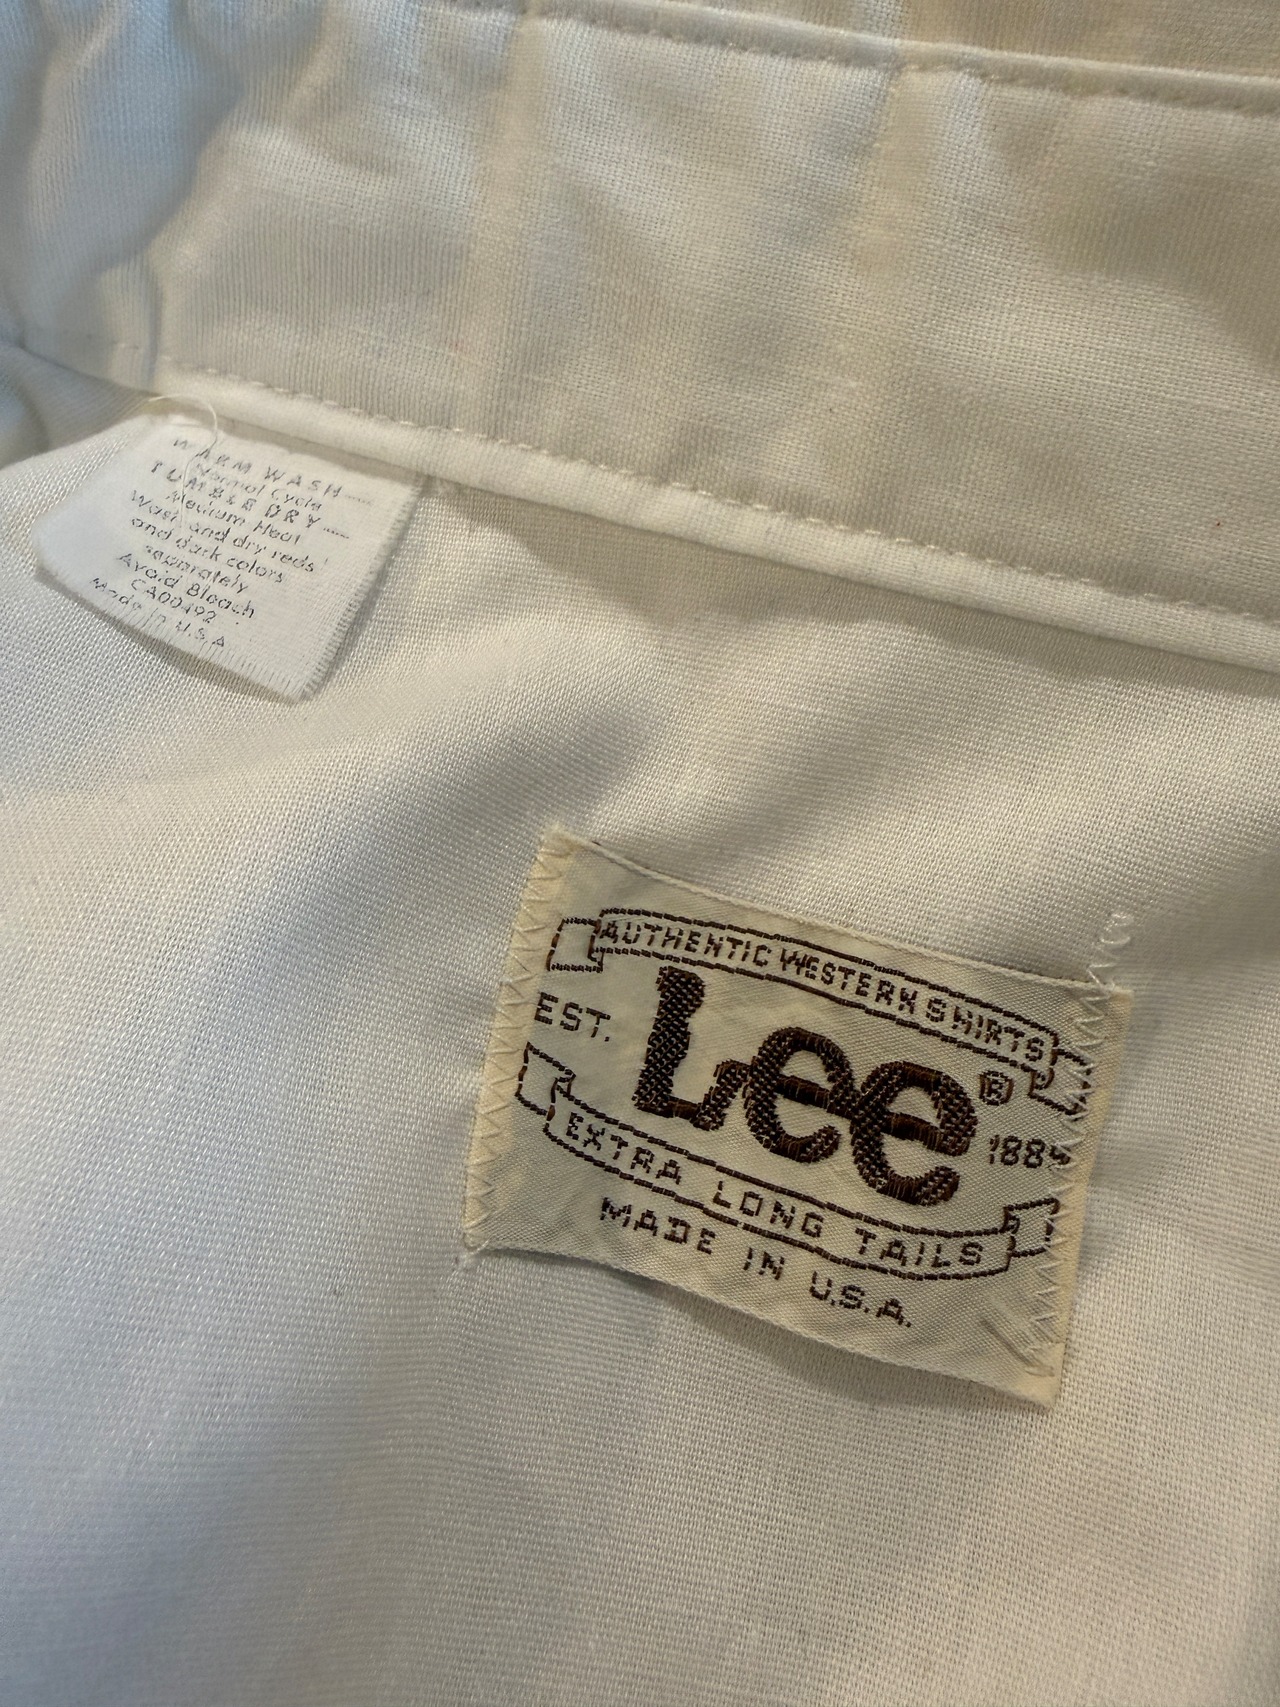 WARM WASH
Normal Cycle
TUMBLE DRY
Medium Heat
Wash and dry reds
and dark colors
separately
Avoid Bleach
CA00492
Made in U.S.A
AUTHENTIC WESTERN SHIRTS
EST. Lee® 1889
EXTRA LONG TAILS
MADE IN U.S.A.